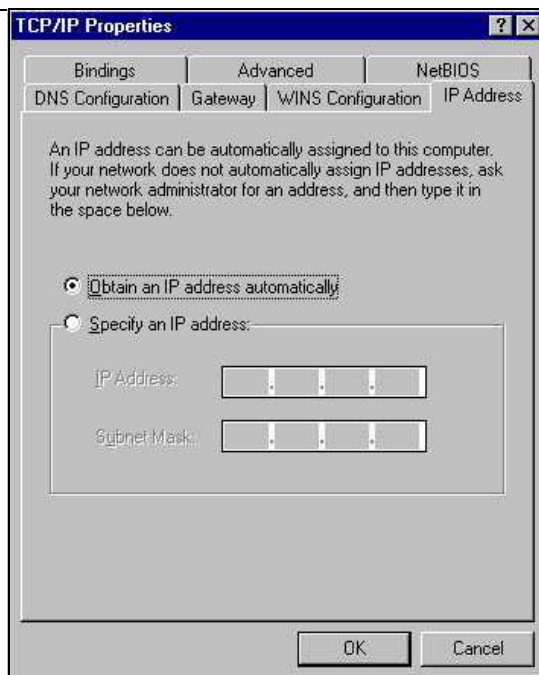 TCP/IP Properties
Bindings Advanced NetBIOS
DNS Configuration Gateway WINS Configuration IP Address
An IP address can be automatically assigned to this computer.
If your network does not automatically assign IP addresses, ask
your network administrator for an address, and then type it in
the space below.
Obtain an IP address automatically
Specify an IP address:
IP Address:
. . .
Subnet Mask:
. . .
OK Cancel